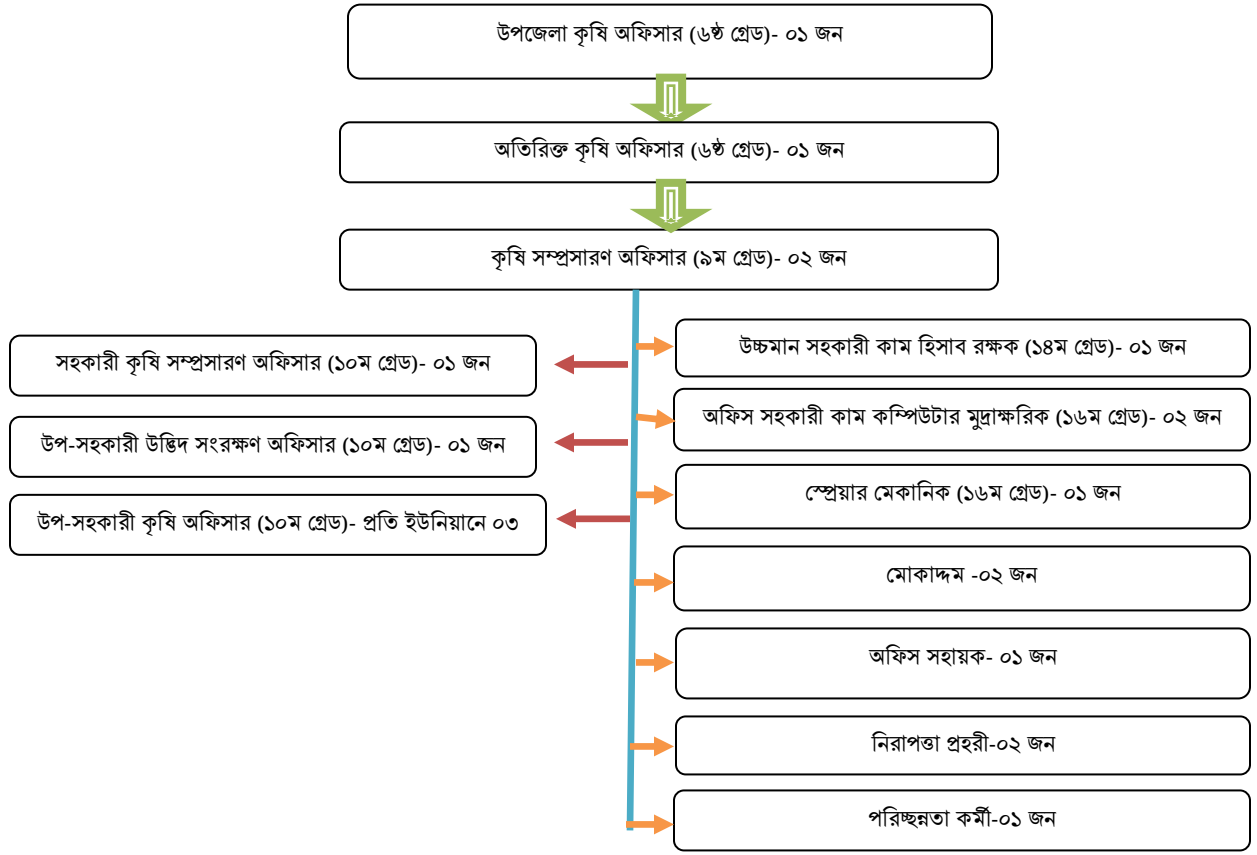 উপজেলা কৃষি অফিসার (৬ষ্ঠ গ্রেড)- ০১ জন
অতিরিক্ত কৃষি অফিসার (৬ষ্ঠ গ্রেড)- ০১ জন
কৃষি সম্প্রসারণ অফিসার (৯ম গ্রেড)- ০২ জন
সহকারী কৃষি সম্প্রসারণ অফিসার (১০ম গ্রেড)- ০১ জন
উপ-সহকারী উদ্ভিদ সংরক্ষণ অফিসার (১০ম গ্রেড)- ০১ জন
উপ-সহকারী কৃষি অফিসার (১০ম গ্রেড)- প্রতি ইউনিয়ানে ০৩
উচ্চমান সহকারী কাম হিসাব রক্ষক (১৪ম গ্রেড)- ০১ জন
অফিস সহকারী কাম কম্পিউটার মুদ্রাক্ষরিক (১৬ম গ্রেড)- ০২ জন
স্প্রেয়ার মেকানিক (১৬ম গ্রেড)- ০১ জন
মোকাদ্দম -০২ জন
অফিস সহায়ক- ০১ জন
নিরাপত্তা প্রহরী-০২ জন
পরিচ্ছন্নতা কর্মী-০১ জন